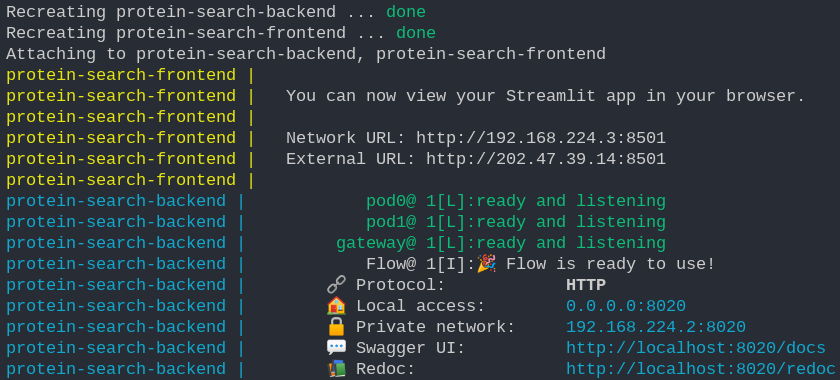 Recreating protein-search-backend ... done
Recreating protein-search-frontend ... done
Attaching to protein-search-backend, protein-search-frontend
protein-search-frontend |
protein-search-frontend |   You can now view your Streamlit app in your browser.
protein-search-frontend |
protein-search-frontend |   Network URL: http://192.168.224.3:8501
protein-search-frontend |   External URL: http://202.47.39.14:8501
protein-search-frontend |
protein-search-backend |            pod0@ 1[L]:ready and listening
protein-search-backend |            pod1@ 1[L]:ready and listening
protein-search-backend |         gateway@ 1[L]:ready and listening
protein-search-backend |            Flow@ 1[I]:🎉 Flow is ready to use!
protein-search-backend |        🔗 Protocol:            HTTP
protein-search-backend |        🏠 Local access:        0.0.0.0:8020
protein-search-backend |        🔒 Private network:     192.168.224.2:8020
protein-search-backend |        💬 Swagger UI:          http://localhost:8020/docs
protein-search-backend |        📚 Redoc:               http://localhost:8020/redoc